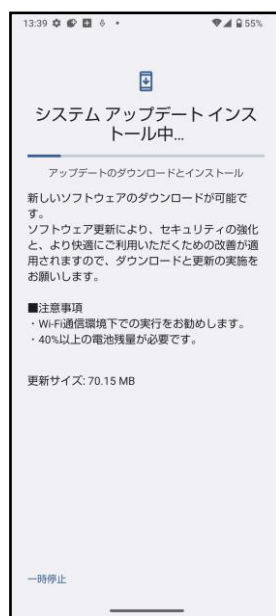 13:39 55%
システム アップデート インス
トール中...
アップデートのダウンロードとインストール
新しいソフトウェアのダウンロードが可能で
す。
ソフトウェア更新により、セキュリティの強化
と、より快適にご利用いただくための改善が適
用されますので、ダウンロードと更新の実施を
お願いします。
■注意事項
・Wi-Fi通信環境下での実行をお勧めします。
・40%以上の電池残量が必要です。
更新サイズ: 70.15 MB
一時停止